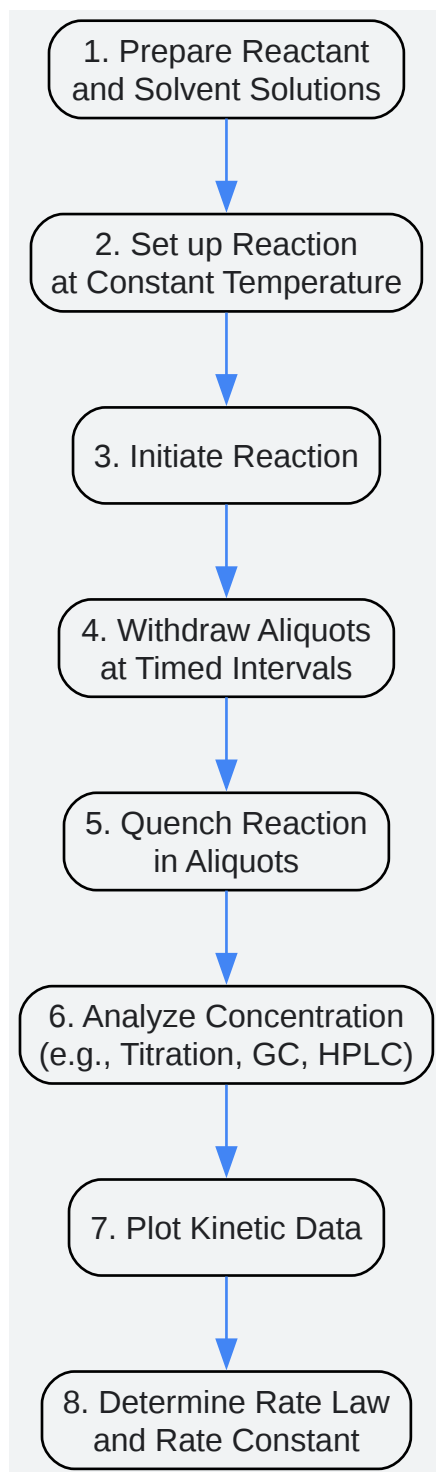 1. Prepare Reactant
and Solvent Solutions
2. Set up Reaction
at Constant Temperature
3. Initiate Reaction
4. Withdraw Aliquots
at Timed Intervals
5. Quench Reaction
in Aliquots
6. Analyze Concentration
(e.g., Titration, GC, HPLC)
7. Plot Kinetic Data
8. Determine Rate Law
and Rate Constant